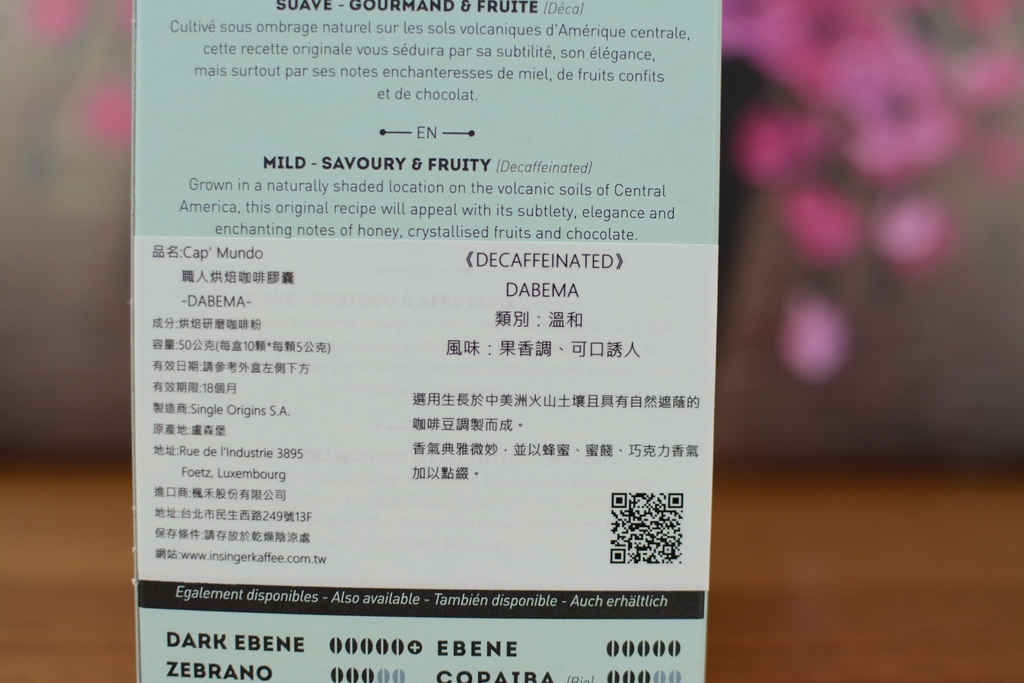 SUAVE - GOURMAND & FRUITÉ (Déca)
Cultivé sous ombrage naturel sur les sols volcaniques d'Amérique centrale,
cette recette originale vous séduira par sa subtilité, son élégance,
mais surtout par ses notes enchanteresses de miel, de fruits confits
et de chocolat.
EN
MILD - SAVOURY & FRUITY (Decaffeinated)
Grown in a naturally shaded location on the volcanic soils of Central
America, this original recipe will appeal with its subtlety, elegance and
enchanting notes of honey, crystallised fruits and chocolate.
品名:Cap' Mundo
職人烘焙咖啡膠囊
-DABEMA-
成分:烘焙研磨咖啡粉
容量:50公克(每盒10顆*每顆5公克)
有效日期:請參考外盒左側下方
有效期限:18個月
製造商:Single Origins S.A.
原產地:盧森堡
地址:Rue de l'Industrie 3895
Foetz, Luxembourg
進口商:楓禾股份有限公司
地址:台北市民生西路249號13F
保存條件:請存放於乾燥陰涼處
網站:www.insingerkaffee.com.tw
《DECAFFEINATED》
DABEMA
類別：溫和
風味：果香調、可口誘人
選用生長於中美洲火山土壤且具有自然遮蔭的
咖啡豆調製而成。
香氣典雅微妙，並以蜂蜜、蜜餞、巧克力香氣
加以點綴。
Egalement disponibles - Also available - También disponible - Auch erhältlich
DARK EBENE
EBENE
ZEBRANO
COPAIBA (Bio)